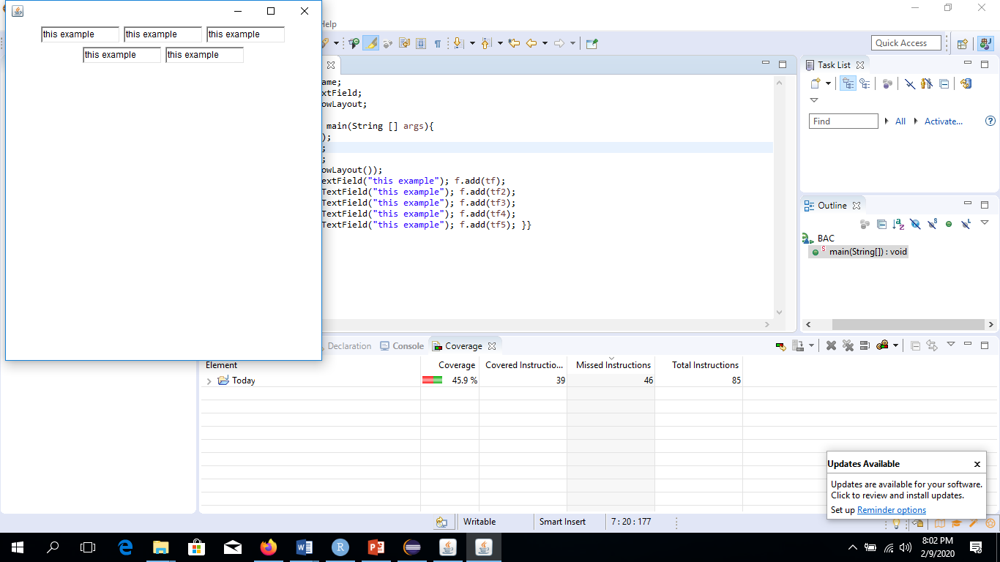 this example this example this example
this example this example
Help
Quick Access
ame;
xtField;
owLayout;
main(String [] args){
);
;
;
owLayout());
extField("this example"); f.add(tf);
TextField("this example"); f.add(tf2);
TextField("this example"); f.add(tf3);
TextField("this example"); f.add(tf4);
TextField("this example"); f.add(tf5); }}
Task List
Find All Activate...
Outline
BAC
main(String[]) : void
Declaration Console Coverage
Element Coverage Covered Instructio... Missed Instructions Total Instructions
Today 45.9 % 39 46 85
Updates Available
Updates are available for your software.
Click to review and install updates.
Set up Reminder options
Writable Smart Insert 7 : 20 : 177
8:02 PM
2/9/2020